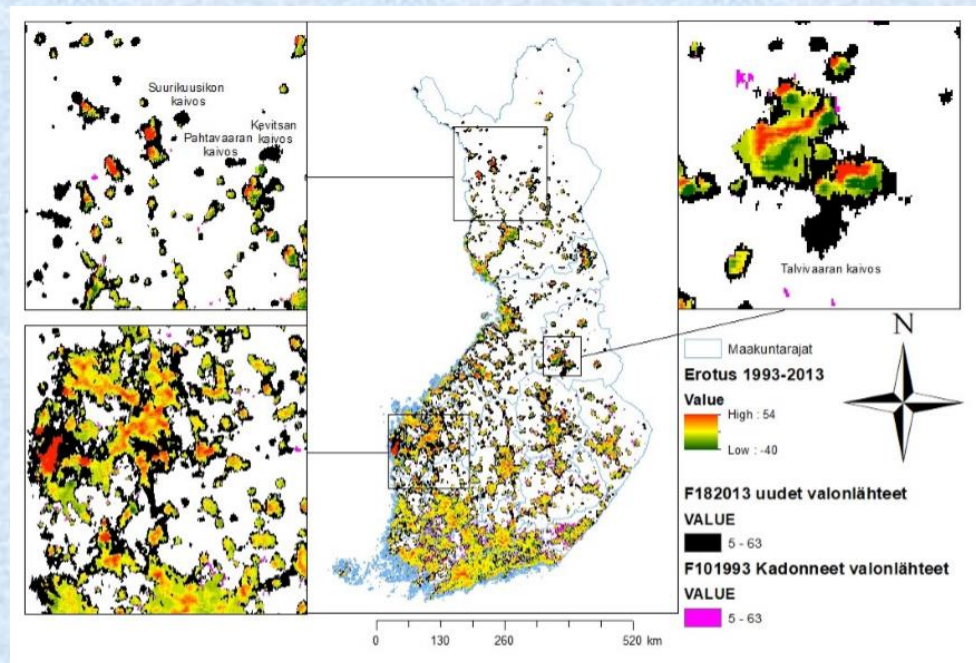 Suurikuusikon
kaivos
Kevitsan
kaivos
Pahtavaaran
kaivos
Talvivaaran kaivos
N
Maakuntarajat
Erotus 1993-2013
Value
High : 54
Low : -40
F182013 uudet valonlähteet
VALUE
5 - 63
F101993 Kadonneet valonlähteet
VALUE
5 - 63
0 130 260 520 km